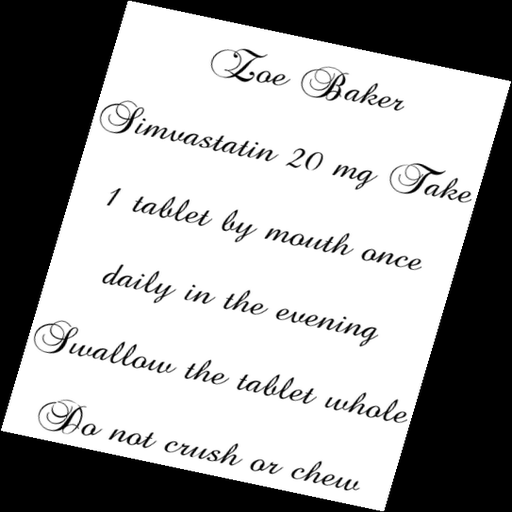 Zoe Baker
Simvastatin 20 mg Take
1 tablet by mouth once
daily in the evening
Swallow the tablet whole
Do not crush or chew